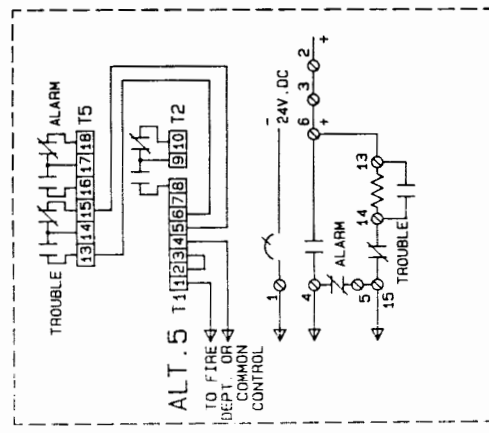 ALARM
T5
13 14 15 16 17 18
TROUBLE
T2
7 8 9 10
T1 1 2 3 4 5 6
ALT.5
TO FIRE
DEPT. OR
COMMON
CONTROL
24V.DC
-
+
2
3
6
+
1
4
ALARM
5
15
13
14
TROUBLE